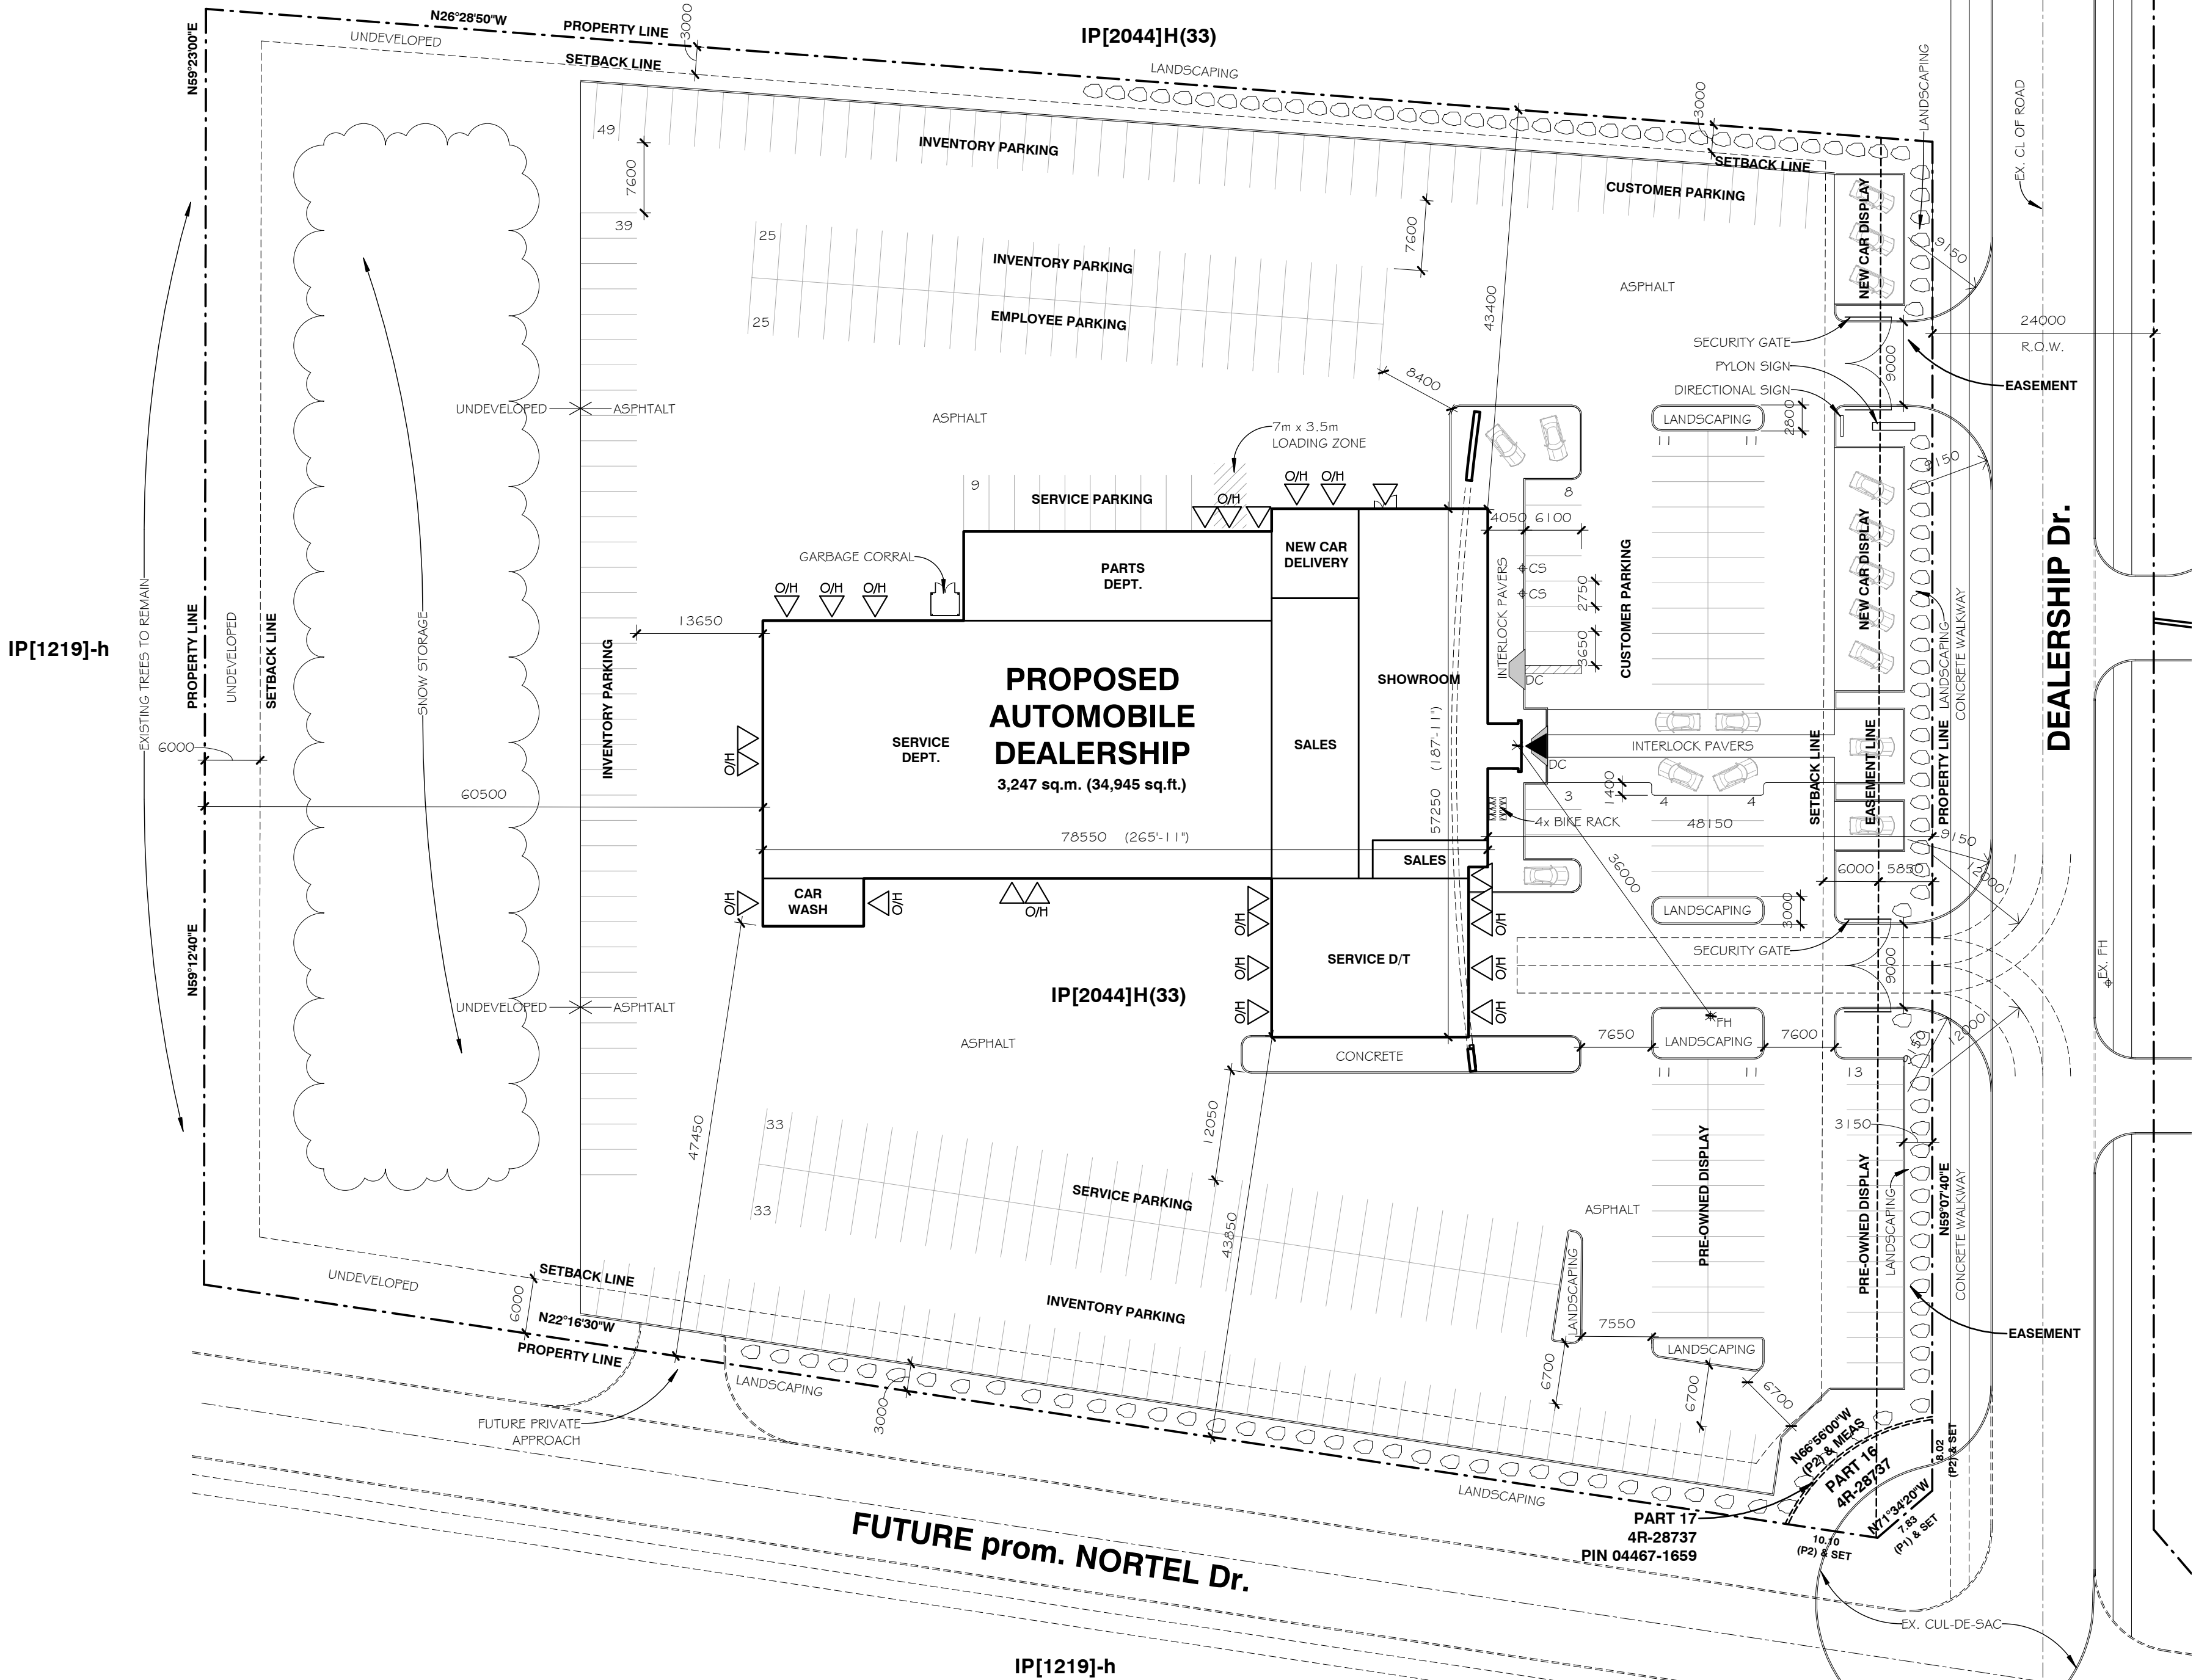 N26°28'50"W
PROPERTY LINE
3000
IP[2044]H(33)
UNDEVELOPED
SETBACK LINE
LANDSCAPING
N59°23'00"E
3000
LANDSCAPING
EX. CL OF ROAD
49
INVENTORY PARKING
SETBACK LINE
7600
CUSTOMER PARKING
NEW CAR DISPLAY
39
25
INVENTORY PARKING
7600
9150
25
EMPLOYEE PARKING
43400
ASPHALT
24000
R.O.W.
SECURITY GATE
PYLON SIGN
DIRECTIONAL SIGN
9000
EASEMENT
8400
UNDEVELOPED
ASPHTALT
ASPHALT
LANDSCAPING
2800
7m x 3.5m
LOADING ZONE
O/H
O/H
9150
9
SERVICE PARKING
O/H
8
4050
6100
GARBAGE CORRAL
PARTS
DEPT.
NEW CAR
DELIVERY
INTERLOCK PAVERS
CS
CS
2750
CUSTOMER PARKING
NEW CAR DISPLAY
DEALERSHIP Dr.
O/H
O/H
O/H
13650
3650
EXISTING TREES TO REMAIN
IP[1219]-h
PROPERTY LINE
UNDEVELOPED
SETBACK LINE
SNOW STORAGE
INVENTORY PARKING
PROPOSED
AUTOMOBILE
DEALERSHIP
3,247 sq.m. (34,945 sq.ft.)
SERVICE
DEPT.
SALES
SHOWROOM
DC
LANDSCAPING
CONCRETE WALKWAY
57250 (187'-11")
INTERLOCK PAVERS
DC
SETBACK LINE
EASEMENT LINE
PROPERTY LINE
6000
O/H
60500
78550 (265'-11")
3
1400
4
4
4x BIKE RACK
48150
9150
SALES
36000
6000
5850
12000
CAR
WASH
O/H
O/H
O/H
O/H
O/H
LANDSCAPING
3000
N59°12'40"E
SECURITY GATE
9000
SERVICE D/T
O/H
O/H
EX. FH
IP[2044]H(33)
UNDEVELOPED
ASPHTALT
O/H
O/H
FH
LANDSCAPING
7650
7600
9150
12000
ASPHALT
CONCRETE
11
11
13
47450
33
12050
3150
PRE-OWNED DISPLAY
PRE-OWNED DISPLAY
LANDSCAPING
N59°07'40"E
CONCRETE WALKWAY
33
SERVICE PARKING
43850
ASPHALT
LANDSCAPING
UNDEVELOPED
SETBACK LINE
6000
N22°16'30"W
PROPERTY LINE
INVENTORY PARKING
7550
EASEMENT
LANDSCAPING
LANDSCAPING
3000
6700
6700
6700
FUTURE PRIVATE
APPROACH
N66°56'00"W
(P2) & MEAS
PART 16
4R-28737
8.02
(P2) & SET
LANDSCAPING
N71°34'20"W
7.83
(P1) & SET
PART 17
4R-28737
PIN 04467-1659
10.10
(P2) & SET
FUTURE prom. NORTEL Dr.
EX. CUL-DE-SAC
IP[1219]-h